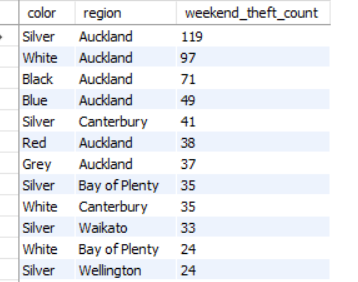 color region weekend_theft_count
Silver Auckland 119
White Auckland 97
Black Auckland 71
Blue Auckland 49
Silver Canterbury 41
Red Auckland 38
Grey Auckland 37
Silver Bay of Plenty 35
White Canterbury 35
Silver Waikato 33
White Bay of Plenty 24
Silver Wellington 24